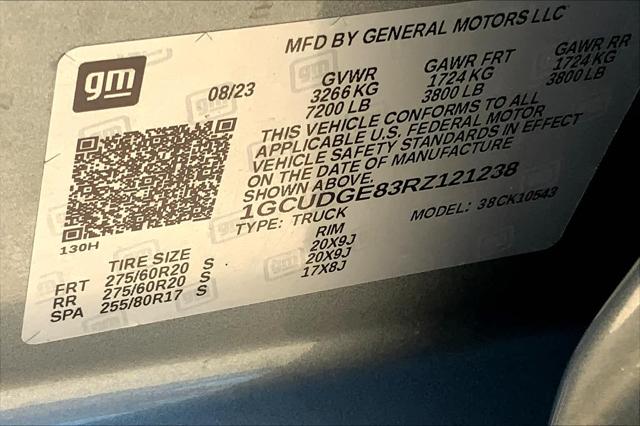 MFD BY GENERAL MOTORS LLC
gm
08/23
GVWR GAWR FRT GAWR RR
3266 KG 1724 KG 1724 KG
7200 LB 3800 LB 3800 LB
THIS VEHICLE CONFORMS TO ALL
APPLICABLE U.S. FEDERAL MOTOR
VEHICLE SAFETY STANDARDS IN EFFECT
ON THE DATE OF MANUFACTURE
SHOWN ABOVE.
1GCUDGE83RZ121238
TYPE: TRUCK MODEL: 38CK10543
130H
TIRE SIZE RIM
FRT 275/60R20 S 20X9J
RR 275/60R20 S 20X9J
SPA 255/80R17 S 17X8J